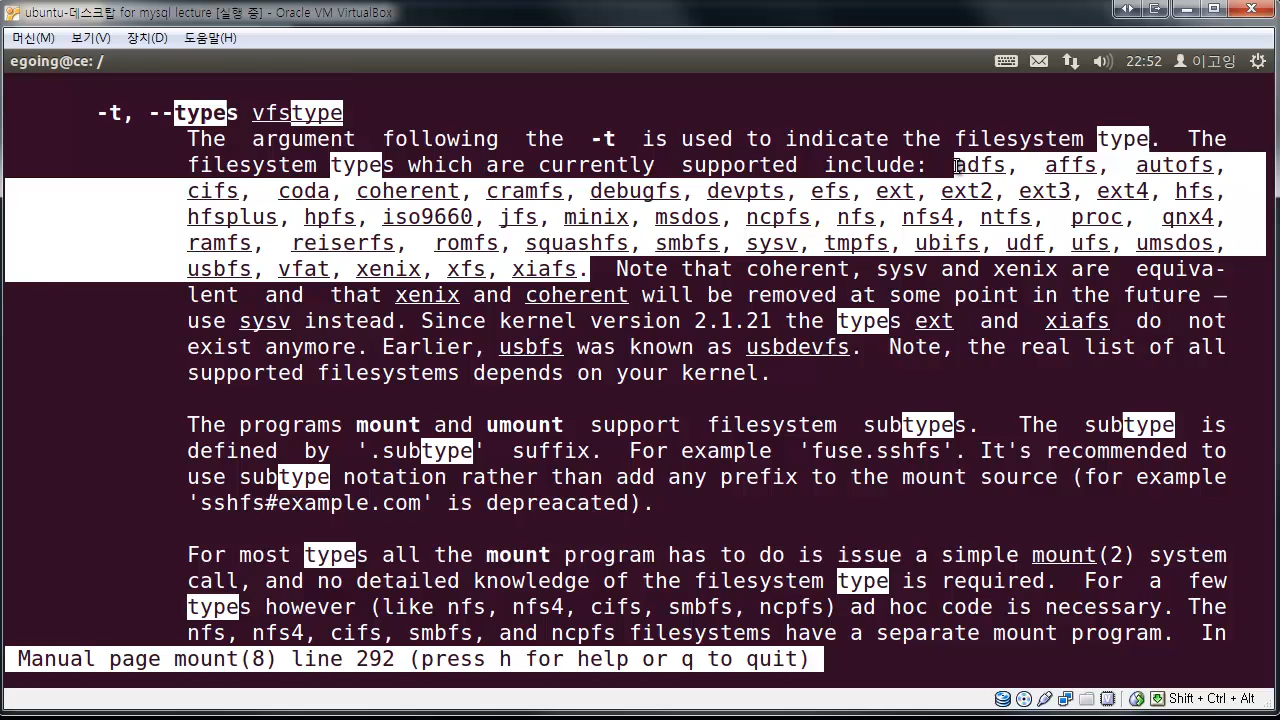 ubuntu-데스크탑 for mysql lecture [실행 중] - Oracle VM VirtualBox
머신(M) 보기(V) 장치(D) 도움말(H)
egoing@ce: / 22:52 이고잉
-t, --types vfstype
The argument following the -t is used to indicate the filesystem type. The
filesystem types which are currently supported include: adfs, affs, autofs,
cifs, coda, coherent, cramfs, debugfs, devpts, efs, ext, ext2, ext3, ext4, hfs,
hfsplus, hpfs, iso9660, jfs, minix, msdos, ncpfs, nfs, nfs4, ntfs, proc, qnx4,
ramfs, reiserfs, romfs, squashfs, smbfs, sysv, tmpfs, ubifs, udf, ufs, umsdos,
usbfs, vfat, xenix, xfs, xiafs. Note that coherent, sysv and xenix are equiva-
lent and that xenix and coherent will be removed at some point in the future —
use sysv instead. Since kernel version 2.1.21 the types ext and xiafs do not
exist anymore. Earlier, usbfs was known as usbdevfs. Note, the real list of all
supported filesystems depends on your kernel.
The programs mount and umount support filesystem subtypes. The subtype is
defined by '.subtype' suffix. For example 'fuse.sshfs'. It's recommended to
use subtype notation rather than add any prefix to the mount source (for example
'sshfs#example.com' is depreacated).
For most types all the mount program has to do is issue a simple mount(2) system
call, and no detailed knowledge of the filesystem type is required. For a few
types however (like nfs, nfs4, cifs, smbfs, ncpfs) ad hoc code is necessary. The
nfs, nfs4, cifs, smbfs, and ncpfs filesystems have a separate mount program. In
Manual page mount(8) line 292 (press h for help or q to quit)
Shift + Ctrl + Alt